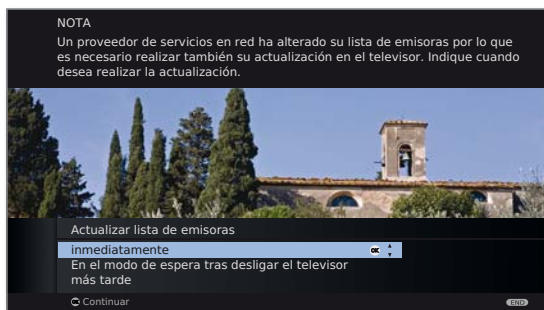 NOTA
Un proveedor de servicios en red ha alterado su lista de emisoras por lo que
es necesario realizar también su actualización en el televisor. Indique cuando
desea realizar la actualización.
Actualizar lista de emisoras
inmediatamente OK
En el modo de espera tras desligar el televisor
más tarde
OK Continuar END